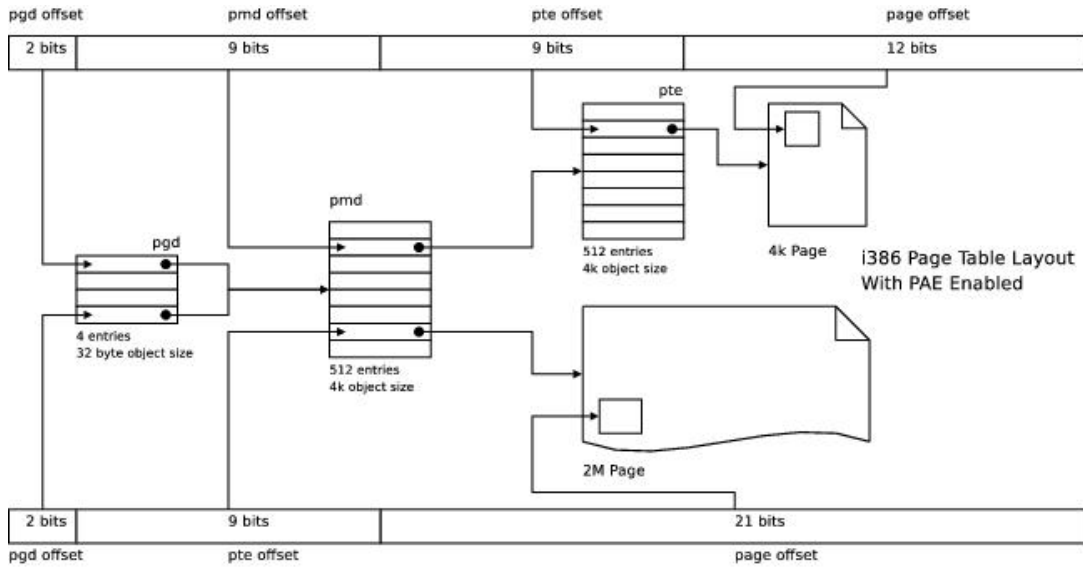 pgd offset pmd offset pte offset page offset
2 bits 9 bits 9 bits 12 bits
pte
pmd
pgd
512 entries
4k object size
4k Page
i386 Page Table Layout
With PAE Enabled
4 entries
32 byte object size
512 entries
4k object size
2M Page
2 bits 9 bits 21 bits
pgd offset pte offset page offset